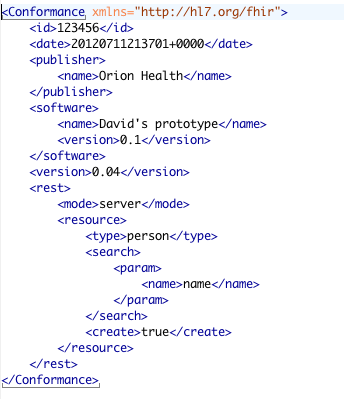 <Conformance xmlns="http://hl7.org/fhir">
<id>123456</id>
<date>20120711213701+0000</date>
<publisher>
<name>Orion Health</name>
</publisher>
<software>
<name>David's prototype</name>
<version>0.1</version>
</software>
<version>0.04</version>
<rest>
<mode>server</mode>
<resource>
<type>person</type>
<search>
<param>
<name>name</name>
</param>
</search>
<create>true</create>
</resource>
</rest>
</Conformance>